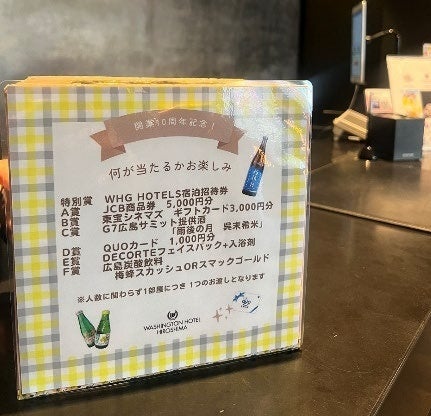 開業10周年記念！
何が当たるかお楽しみ
特別賞 WHG HOTELS宿泊招待券
A賞 JCB商品券 5,000円分
B賞 東宝シネマズ ギフトカード3,000円分
C賞 G7広島サミット提供酒
「雨後の月 呉未希米」
D賞 QUOカード 1,000円分
E賞 DECORTEフェイスパック+入浴剤
F賞 広島炭酸飲料
梅蜂スカッシュORスマックゴールド
※人数に関わらず1部屋につき1つのお渡しとなります
WASHINGTON HOTEL
HIROSHIMA